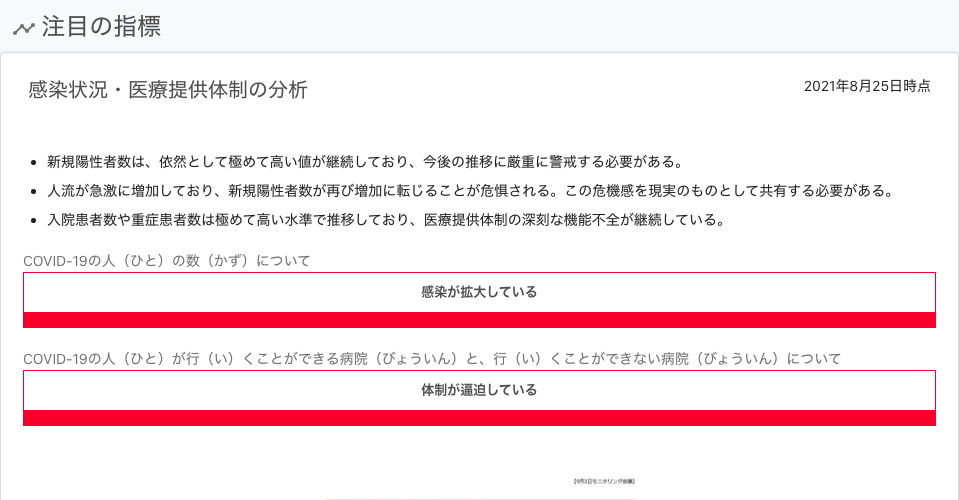 注目の指標
感染状況・医療提供体制の分析
2021年8月25日時点
新規陽性者数は、依然として極めて高い値が継続しており、今後の推移に厳重に警戒する必要がある。
人流が急激に増加しており、新規陽性者数が再び増加に転じることが危惧される。この危機感を現実のものとして共有する必要がある。
入院患者数や重症患者数は極めて高い水準で推移しており、医療提供体制の深刻な機能不全が継続している。
COVID-19の人（ひと）の数（かず）について
感染が拡大している
COVID-19の人（ひと）が行（い）くことができる病院（びょういん）と、行（い）くことができない病院（びょういん）について
体制が逼迫している
【9月2日モニタリング会議】